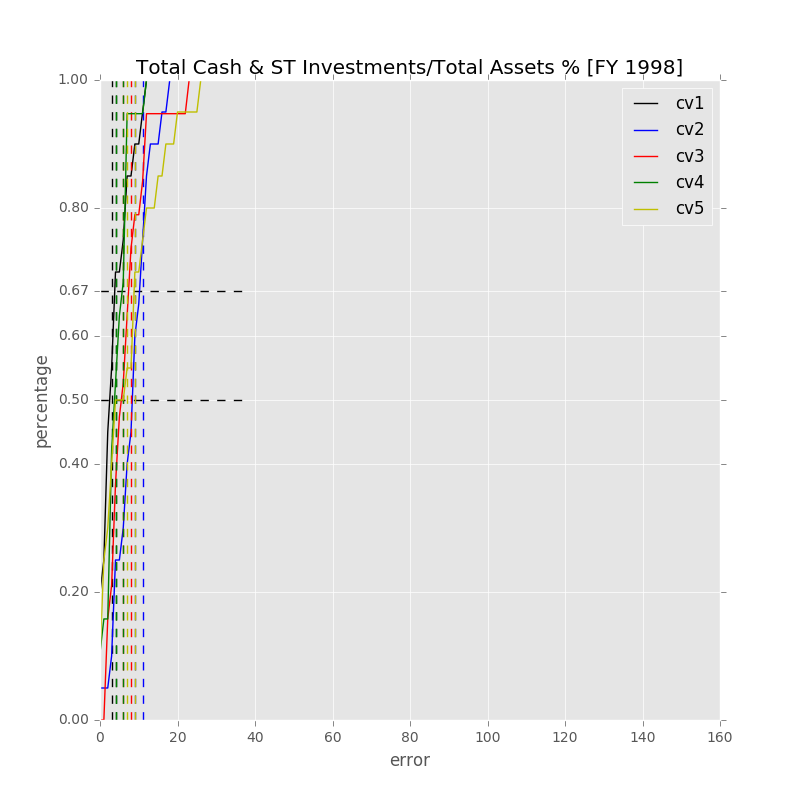 Total Cash & ST Investments/Total Assets % [FY 1998]
1.00
0.80
0.67
0.60
0.50
0.40
0.20
0.00
percentage
cv1
cv2
cv3
cv4
cv5
0 20 40 60 80 100 120 140 160
error